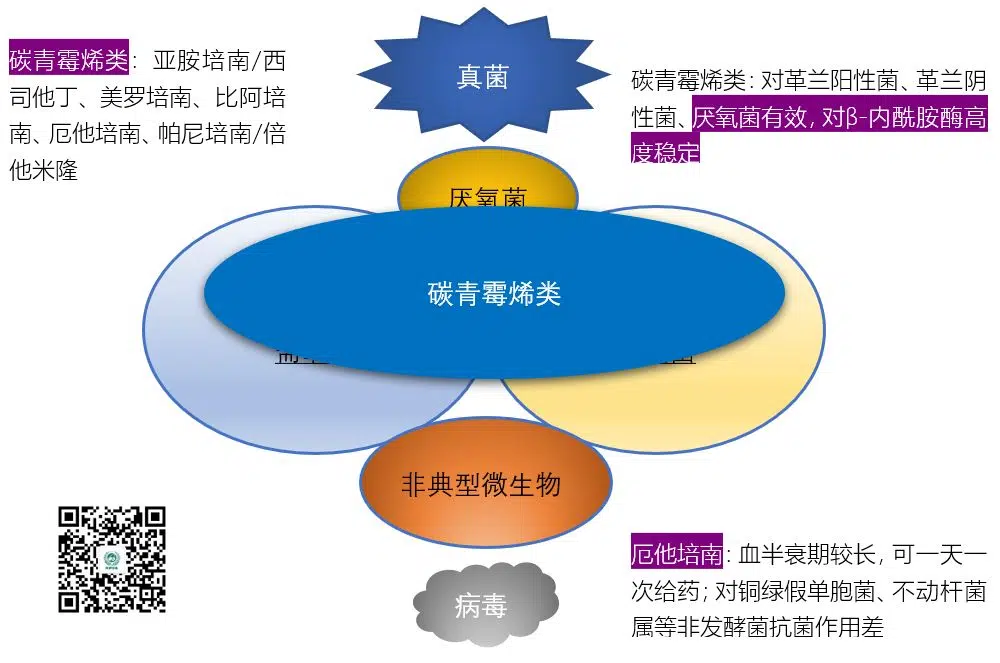 碳青霉烯类：亚胺培南/西
司他丁、美罗培南、比阿培
南、厄他培南、帕尼培南/倍
他米隆
真菌
碳青霉烯类：对革兰阳性菌、革兰阴
性菌、厌氧菌有效，对β-内酰胺酶高
度稳定
厌氧菌
碳青霉烯类
非典型微生物
病毒
厄他培南：血半衰期较长，可一天一
次给药；对铜绿假单胞菌、不动杆菌
属等非发酵菌抗菌作用差